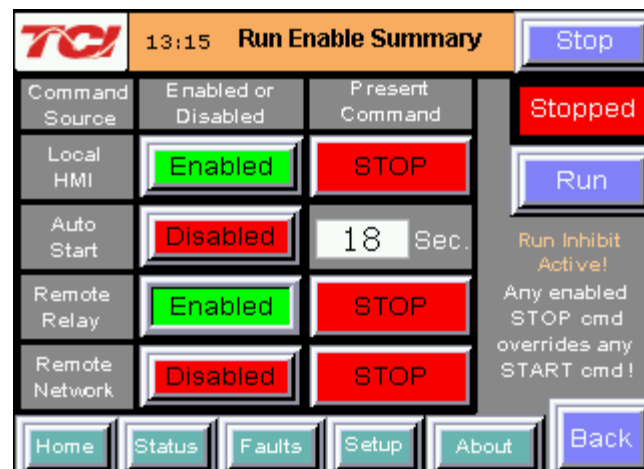 TCI 13:15 Run Enable Summary Stop
Command Source Enabled or Disabled Present Command Stopped
Local HMI Enabled STOP Run
Auto Start Disabled 18 Sec.
Run Inhibit
Active!
Remote Relay Enabled STOP
Any enabled
STOP cmd
overrides any
START cmd!
Remote Network Disabled STOP
Home Status Faults Setup About Back